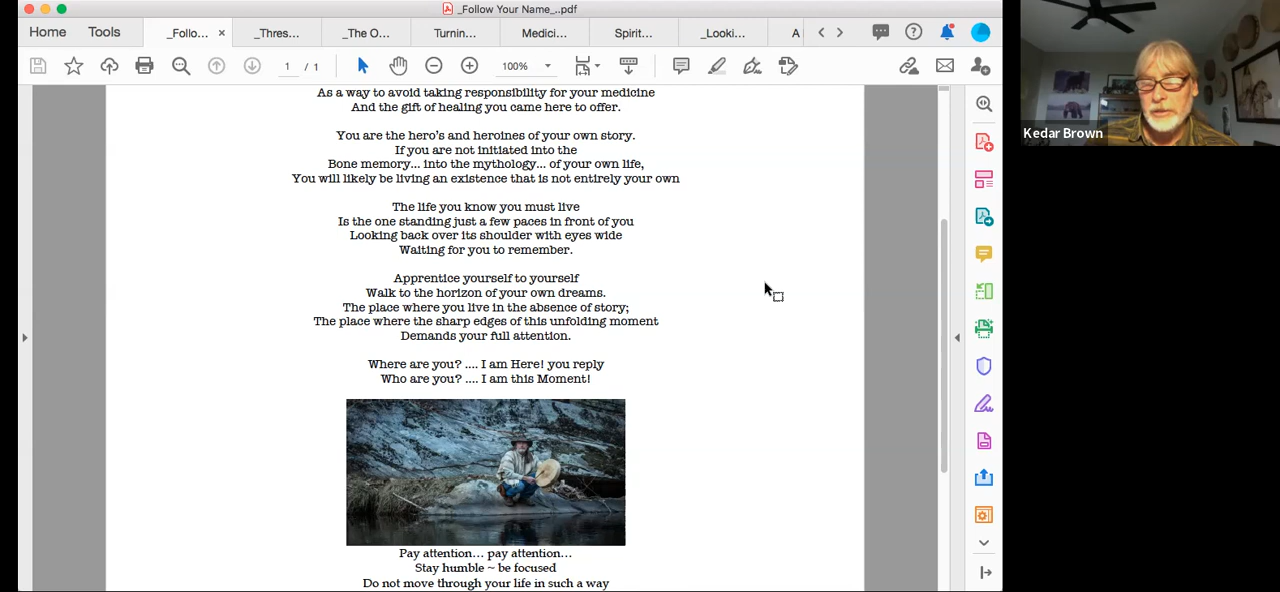 _Follow Your Name_..pdf
Home
Tools
_Follo...
_Thres...
_The O...
Turnin...
Medici...
Spirit...
_Looki...
A
1 / 1
100%
As a way to avoid taking responsibility for your medicine
And the gift of healing you came here to offer.
You are the hero's and heroines of your own story.
If you are not initiated into the
Bone memory... into the mythology... of your own life,
You will likely be living an existence that is not entirely your own
The life you know you must live
Is the one standing just a few paces in front of you
Looking back over its shoulder with eyes wide
Waiting for you to remember.
Apprentice yourself to yourself
Walk to the horizon of your own dreams.
The place where you live in the absence of story;
The place where the sharp edges of this unfolding moment
Demands your full attention.
Where are you? .... I am Here! you reply
Who are you? .... I am this Moment!
Pay attention... pay attention...
Stay humble ~ be focused
Do not move through your life in such a way
Kedar Brown